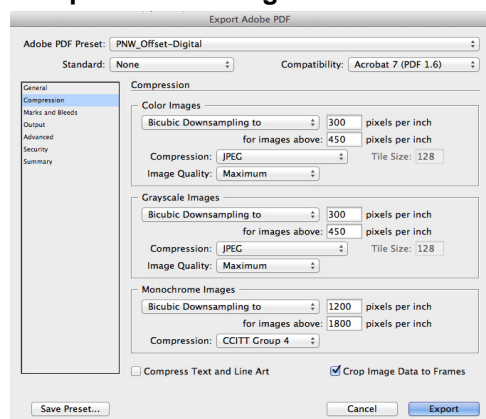 Export Adobe PDF
Adobe PDF Preset: PNW_Offset-Digital
Standard: None Compatibility: Acrobat 7 (PDF 1.6)
General
Compression
Marks and Bleeds
Output
Advanced
Security
Summary
Compression
Color Images
Bicubic Downsampling to 300 pixels per inch
for images above: 450 pixels per inch
Compression: JPEG Tile Size: 128
Image Quality: Maximum
Grayscale Images
Bicubic Downsampling to 300 pixels per inch
for images above: 450 pixels per inch
Compression: JPEG Tile Size: 128
Image Quality: Maximum
Monochrome Images
Bicubic Downsampling to 1200 pixels per inch
for images above: 1800 pixels per inch
Compression: CCITT Group 4
Compress Text and Line Art Crop Image Data to Frames
Save Preset... Cancel Export